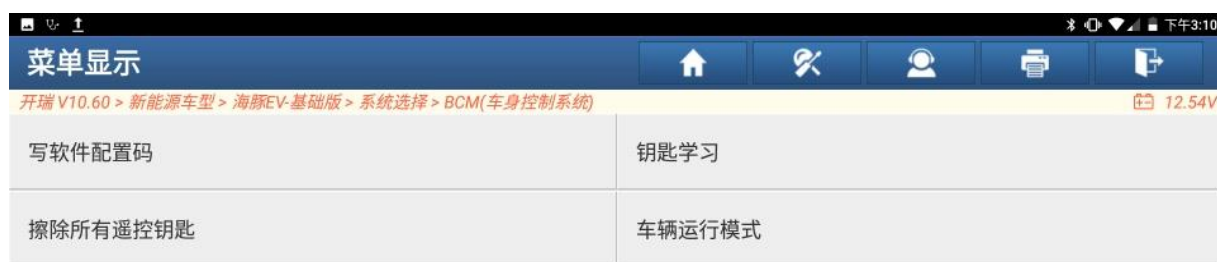 下午3:10
菜单显示
开瑞 V10.60 > 新能源车型 > 海豚EV-基础版 > 系统选择 > BCM(车身控制系统) 12.54V
写软件配置码 钥匙学习
擦除所有遥控钥匙 车辆运行模式